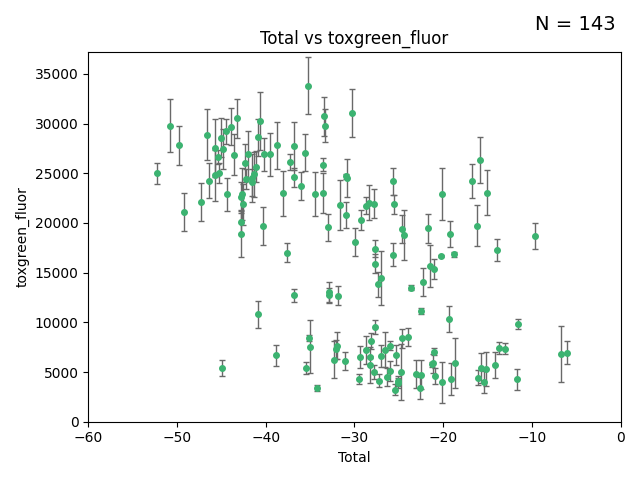 N = 143
Total vs toxgreen_fluor
35000
30000
25000
20000
15000
10000
5000
0
toxgreen_fluor
−60 −50 −40 −30 −20 −10 0
Total